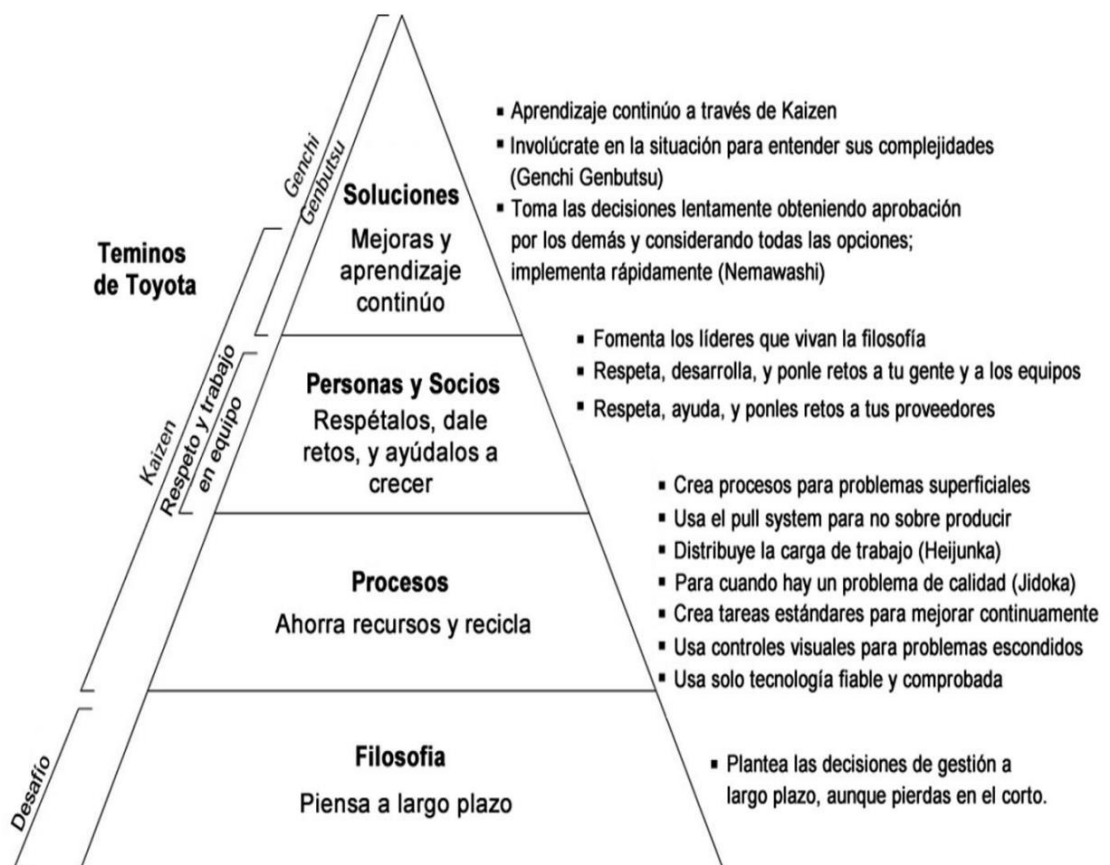 Teminos
de Toyota
Genchi
Genbutsu
Kaizen
Respeto y trabajo
en equipo
Desafío
Soluciones
Mejoras y
aprendizaje
continúo
▪ Aprendizaje continúo a través de Kaizen
▪ Involúcrate en la situación para entender sus complejidades
(Genchi Genbutsu)
▪ Toma las decisiones lentamente obteniendo aprobación
por los demás y considerando todas las opciones;
implementa rápidamente (Nemawashi)
Personas y Socios
Respétalos, dale
retos, y ayúdalos a
crecer
▪ Fomenta los líderes que vivan la filosofía
▪ Respeta, desarrolla, y ponle retos a tu gente y a los equipos
▪ Respeta, ayuda, y ponles retos a tus proveedores
Procesos
Ahorra recursos y recicla
▪ Crea procesos para problemas superficiales
▪ Usa el pull system para no sobre producir
▪ Distribuye la carga de trabajo (Heijunka)
▪ Para cuando hay un problema de calidad (Jidoka)
▪ Crea tareas estándares para mejorar continuamente
▪ Usa controles visuales para problemas escondidos
▪ Usa solo tecnología fiable y comprobada
Filosofia
Piensa a largo plazo
▪ Plantea las decisiones de gestión a
largo plazo, aunque pierdas en el corto.